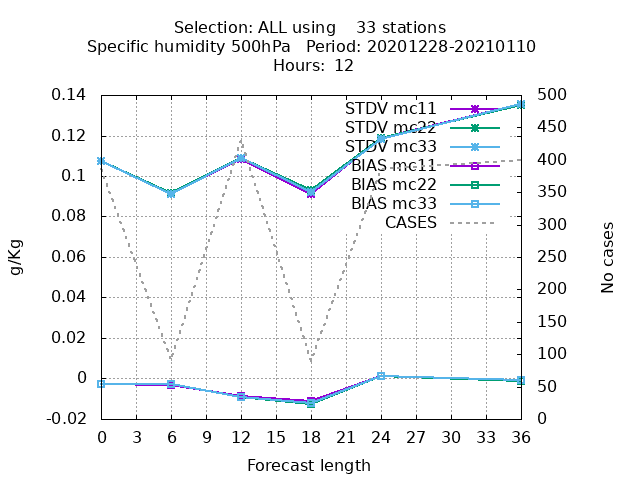 Selection: ALL using    33 stations
Specific humidity 500hPa   Period: 20201228-20210110
Hours:  12
STDV mc11
STDV mc22
STDV mc33
BIAS mc11
BIAS mc22
BIAS mc33
CASES
0.14
0.12
0.1
0.08
0.06
0.04
0.02
0
-0.02
g/Kg
500
450
400
350
300
250
200
150
100
50
0
No cases
0 3 6 9 12 15 18 21 24 27 30 33 36
Forecast length